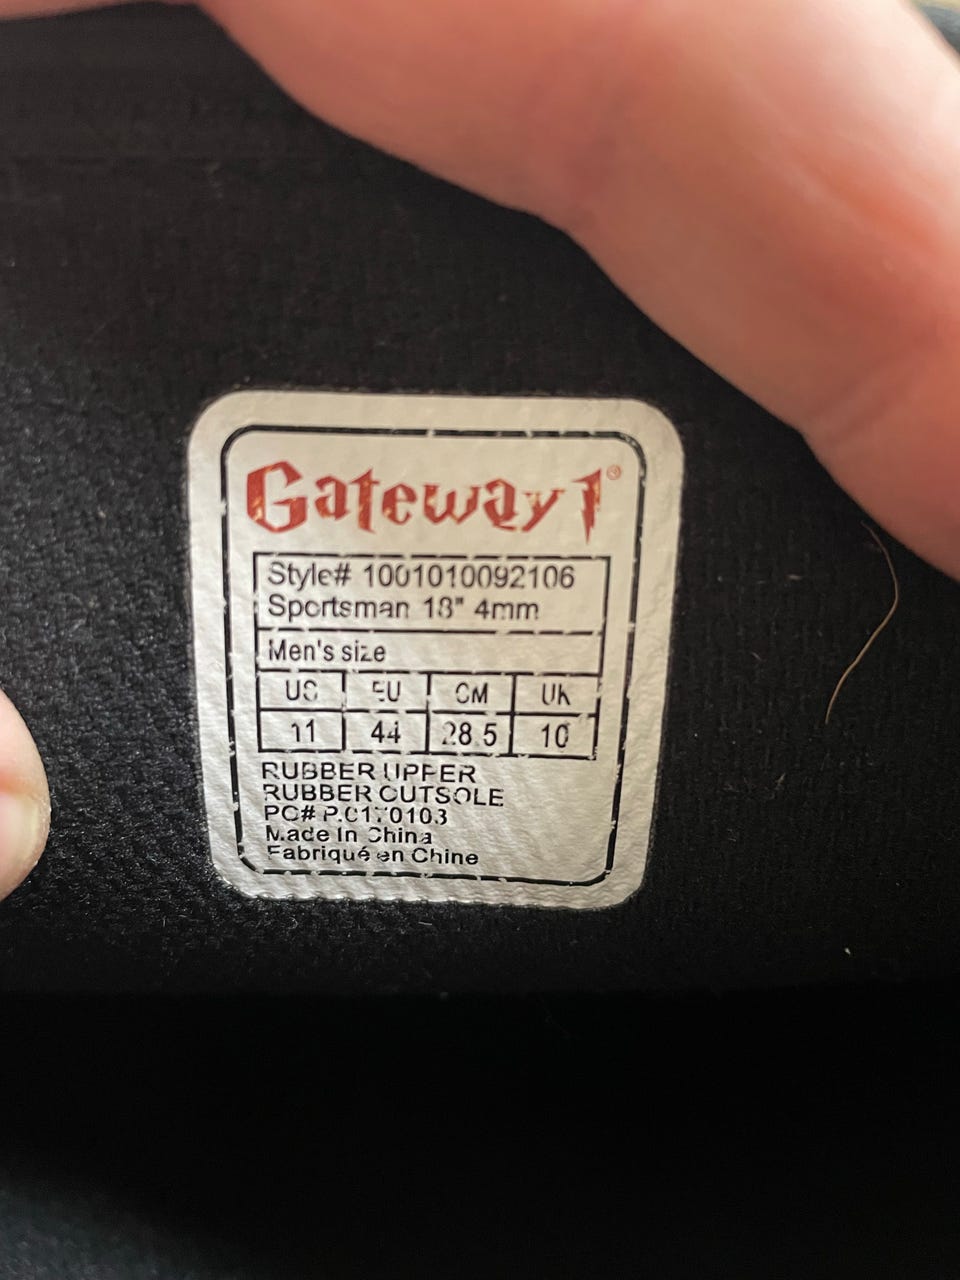 Gateway1®
Style# 1001010092106
Sportsman 18" 4mm
Men's size
US EU CM UK
11 44 28.5 10
RUBBER UPPER
RUBBER OUTSOLE
PO# P.0170103
Made In China
Fabriqué en Chine